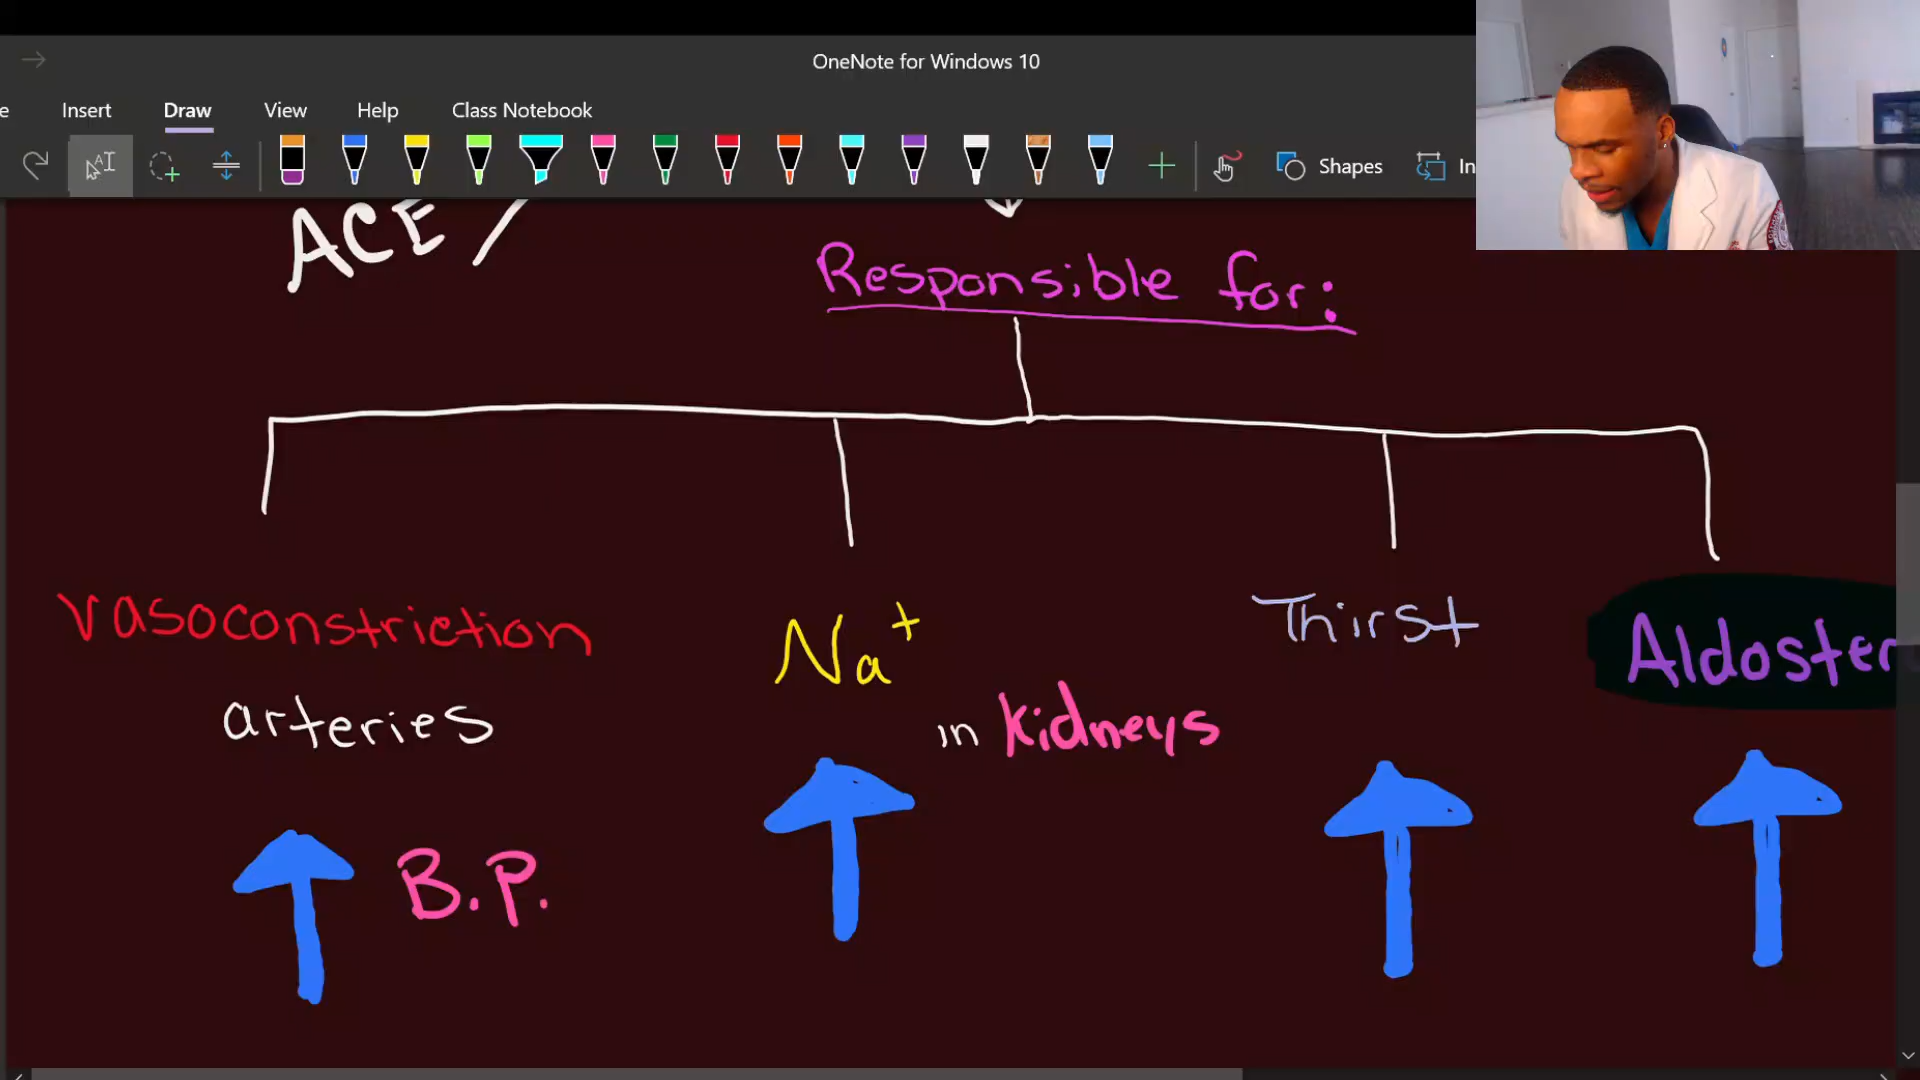 OneNote for Windows 10
Insert Draw View Help Class Notebook
Shapes
ACE
Responsible for:
Vasoconstriction
arteries
B.P.
Na+
in Kidneys
Thirst
Aldoster